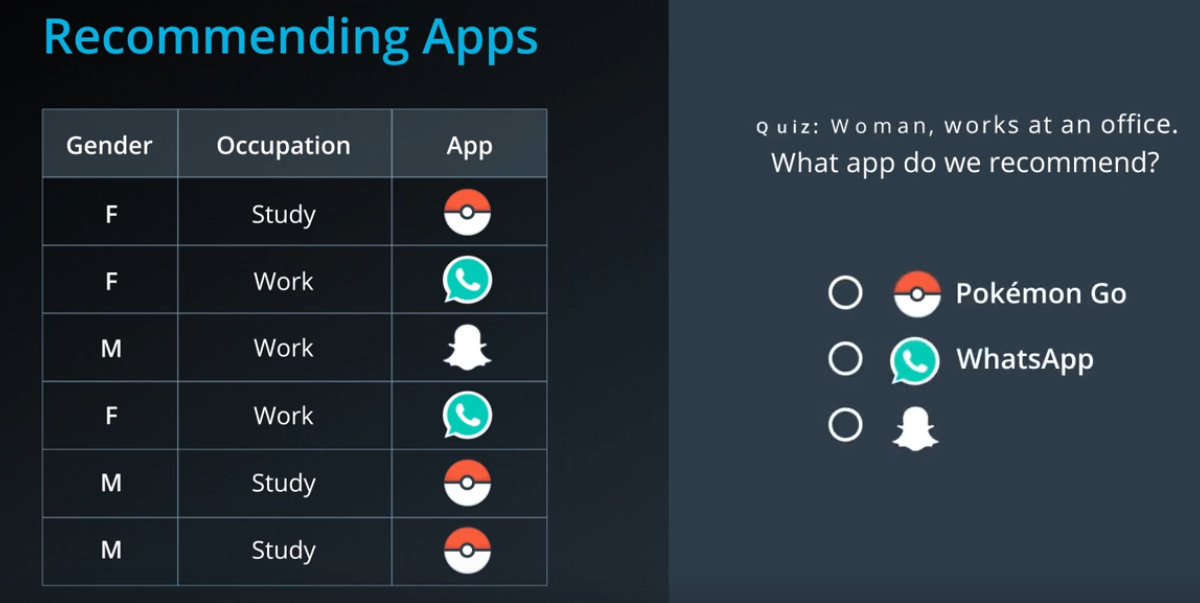 Recommending Apps
Gender Occupation App
F Study
F Work
M Work
F Work
M Study
M Study
Quiz: Woman, works at an office.
What app do we recommend?
Pokémon Go
WhatsApp